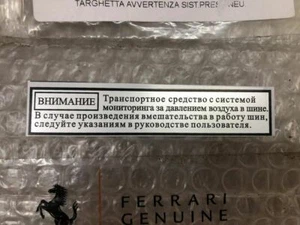 TARGHETTA AVVERTENZA SIST.PRES
ВНИМАНИЕ Транспортное средство с системой
мониторинга за давлением воздуха в шине.
В случае произведения вмешательства в работу шин,
следуйте указаниям в руководстве пользователя.
FERRARI
GENUINE